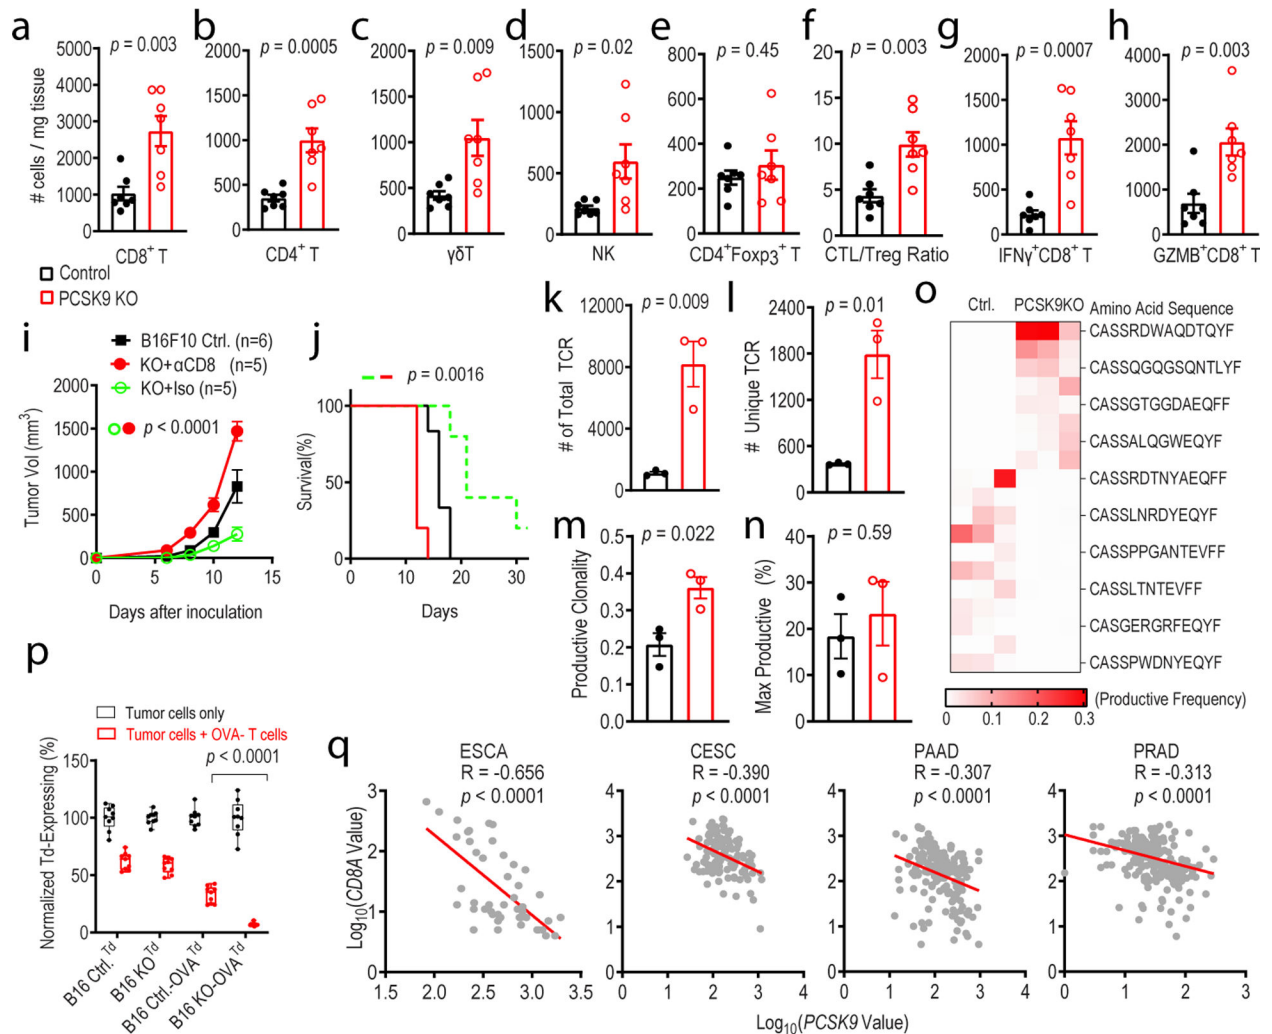 a
b
c
d
e
f
g
h
p = 0.003
p = 0.0005
p = 0.009
p = 0.02
p = 0.45
p = 0.003
p = 0.0007
p = 0.003
# cells / mg tissue
5000
4000
3000
2000
1000
0
CD8+ T
2000
1500
1000
500
0
CD4+ T
2000
1500
1000
500
0
γδT
1500
1000
500
0
NK
800
600
400
200
0
CD4+Foxp3+ T
20
15
10
5
0
CTL/Treg Ratio
2000
1500
1000
500
0
IFNγ+CD8+ T
4000
3000
2000
1000
0
GZMB+CD8+ T
Control
PCSK9 KO
i
B16F10 Ctrl. (n=6)
KO+αCD8 (n=5)
KO+Iso (n=5)
p < 0.0001
Tumor Vol (mm3)
2000
1500
1000
500
0
0 5 10 15
Days after inoculation
j
p = 0.0016
Survival(%)
100
50
0
0 10 20 30
Days
k
p = 0.009
# of Total TCR
12000
8000
4000
0
l
p = 0.01
# Unique TCR
2400
1800
1200
600
0
m
p = 0.022
Productive Clonality
0.5
0.4
0.3
0.2
0.1
0.0
n
p = 0.59
Max Productive (%)
40
30
20
10
0
o
Ctrl. PCSK9KO Amino Acid Sequence
CASSRDWAQDTQYF
CASSQGQGSQNTLYF
CASSGTGGDAEQFF
CASSALQGWEQYF
CASSRDTNYAEQFF
CASSLNRDYEQYF
CASSPPGANTEVFF
CASSLTNTEVFF
CASGERGRFEQYF
CASSPWDNYEQYF
(Productive Frequency)
0 0.1 0.2 0.3
p
Tumor cells only
Tumor cells + OVA- T cells
p < 0.0001
Normalized Td-Expressing (%)
150
100
50
0
B16 Ctrl.Td
B16 KOTd
B16 Ctrl-OVATd
B16 KO-OVATd
q
ESCA
R = -0.656
p < 0.0001
Log10(CD8A Value)
3
2
1
0
1.5 2.0 2.5 3.0 3.5
CESC
R = -0.390
p < 0.0001
4
3
2
1
0
0 1 2 3 4
PAAD
R = -0.307
p < 0.0001
4
3
2
1
0
0 1 2 3 4
PRAD
R = -0.313
p < 0.0001
4
3
2
1
0
0 1 2 3
Log10(PCSK9 Value)